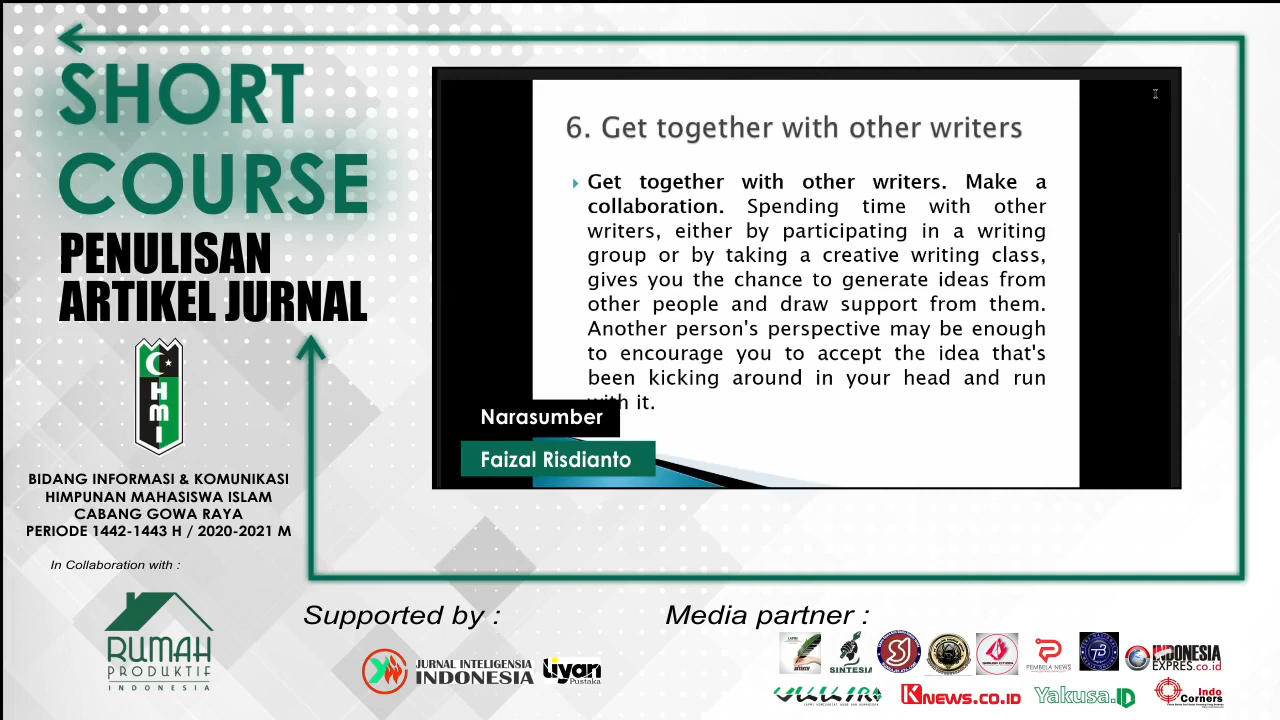 SHORT
COURSE
PENULISAN
ARTIKEL JURNAL
HMI
BIDANG INFORMASI & KOMUNIKASI
HIMPUNAN MAHASISWA ISLAM
CABANG GOWA RAYA
PERIODE 1442-1443 H / 2020-2021 M
In Collaboration with :
RUMAH
PRODUKTIF
INDONESIA
6. Get together with other writers
Get together with other writers. Make a
collaboration. Spending time with other
writers, either by participating in a writing
group or by taking a creative writing class,
gives you the chance to generate ideas from
other people and draw support from them.
Another person's perspective may be enough
to encourage you to accept the idea that's
been kicking around in your head and run
with it.
Narasumber
Faizal Risdianto
Supported by :
JURNAL INTELIGENSIA
INDONESIA
Liyan
Pustaka
Media partner :
SINTESIA
PEMBELA NEWS
INDONESIA
EXPRES.co.id
KNEWS.CO.ID
Yakusa.ID
Indo
Corners